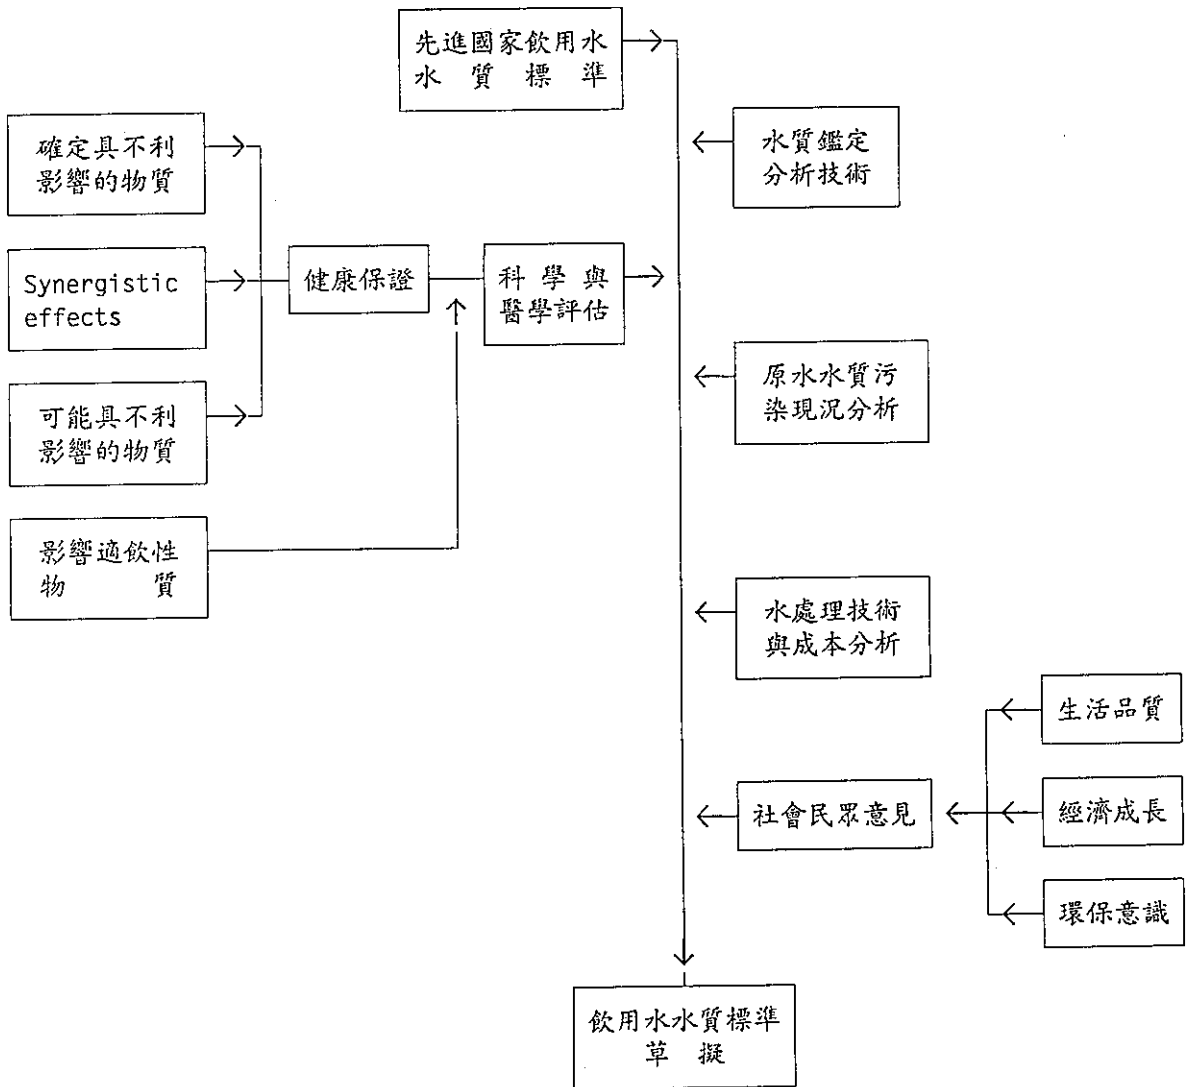 先進國家飲用水
水質標準
確定具不利
影響的物質
水質鑑定
分析技術
Synergistic
effects
健康保證
科學與
醫學評估
原水水質污
染現況分析
可能具不利
影響的物質
影響適飲性
物質
水處理技術
與成本分析
生活品質
社會民眾意見
經濟成長
環保意識
飲用水水質標準
草擬